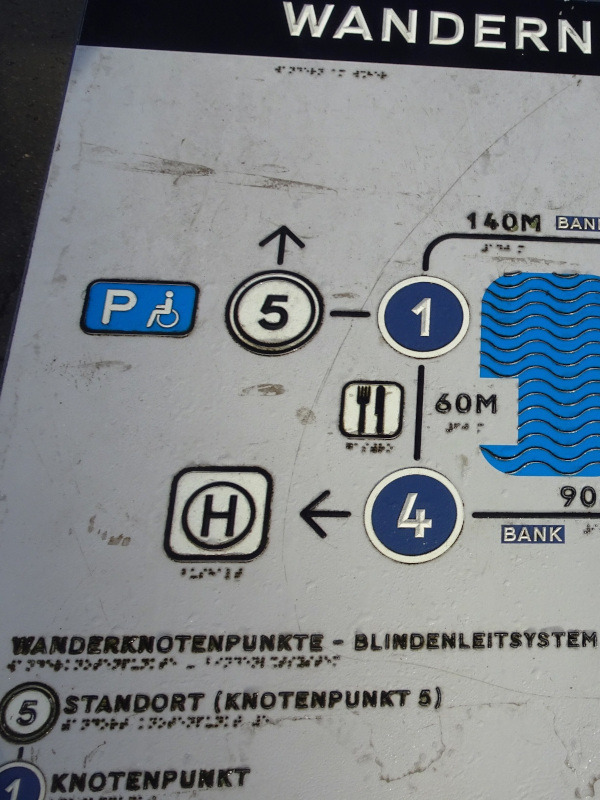 WANDERN
140M BANK
P 5 1
60M
H 4
90
BANK
WANDERKNOTENPUNKTE - BLINDENLEITSYSTEM
5 STANDORT (KNOTENPUNKT 5)
1 KNOTENPUNKT